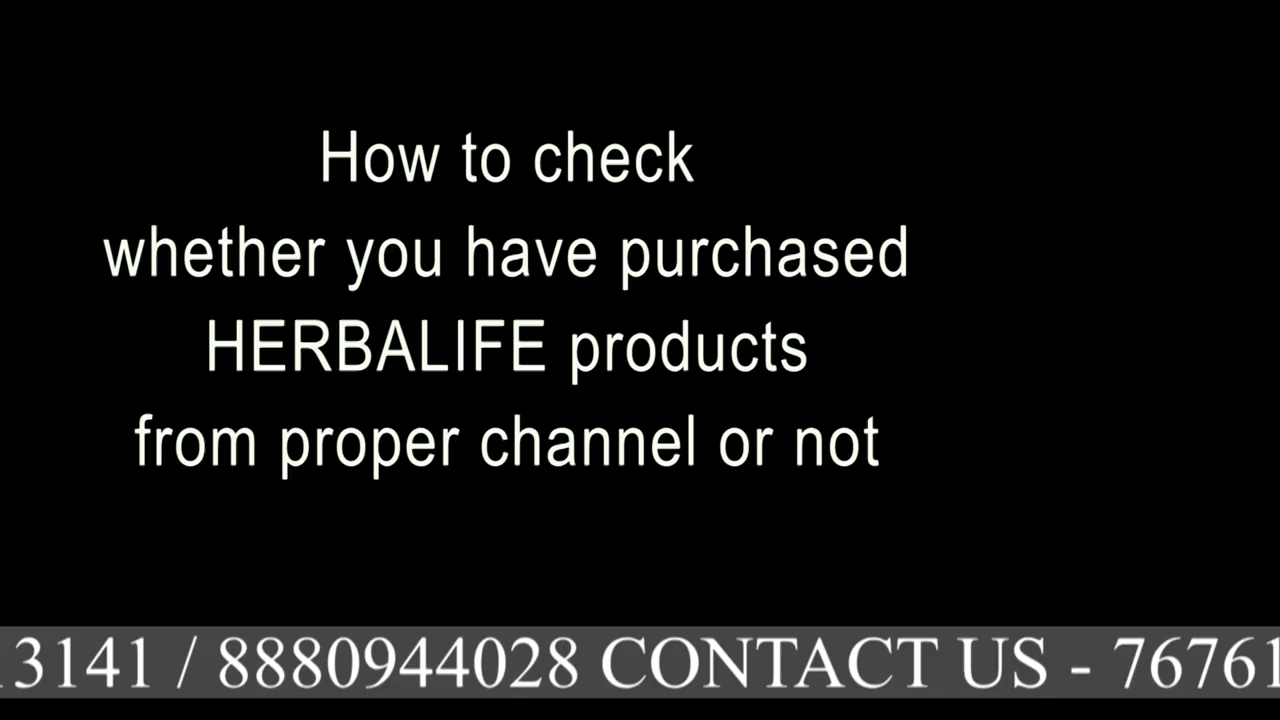 How to check
whether you have purchased
HERBALIFE products
from proper channel or not
3141 / 8880944028 CONTACT US - 76761